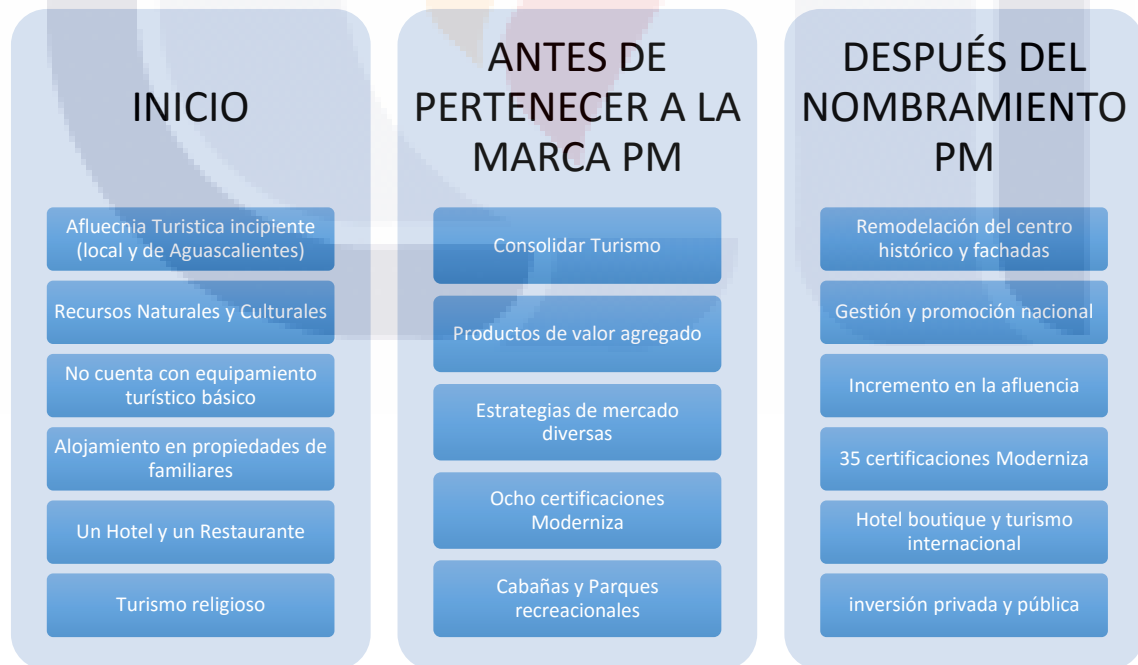 INICIO
Afluecnia Turistica incipiente
(local y de Aguascalientes)
Recursos Naturales y Culturales
No cuenta con equipamiento
turístico básico
Alojamiento en propiedades de
familiares
Un Hotel y un Restaurante
Turismo religioso
ANTES DE
PERTENECER A LA
MARCA PM
Consolidar Turismo
Productos de valor agregado
Estrategias de mercado
diversas
Ocho certificaciones
Moderniza
Cabañas y Parques
recreacionales
DESPUÉS DEL
NOMBRAMIENTO
PM
Remodelación del centro
histórico y fachadas
Gestión y promoción nacional
Incremento en la afluencia
35 certificaciones Moderniza
Hotel boutique y turismo
internacional
inversión privada y pública